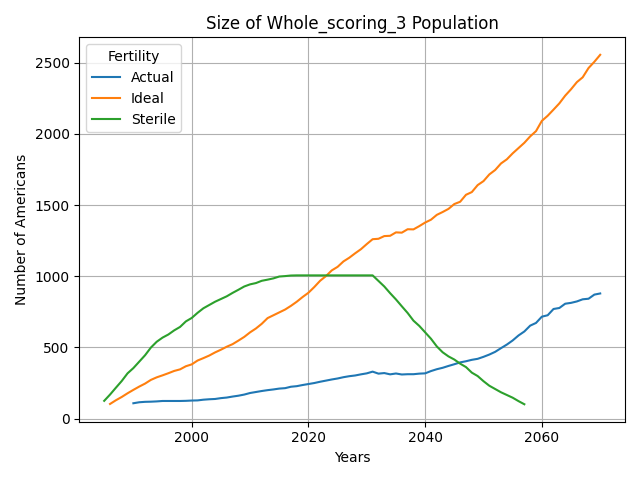 Size of Whole_scoring_3 Population
Fertility
Actual
Ideal
Sterile
Number of Americans
2500
2000
1500
1000
500
0
2000
2020
2040
2060
Years